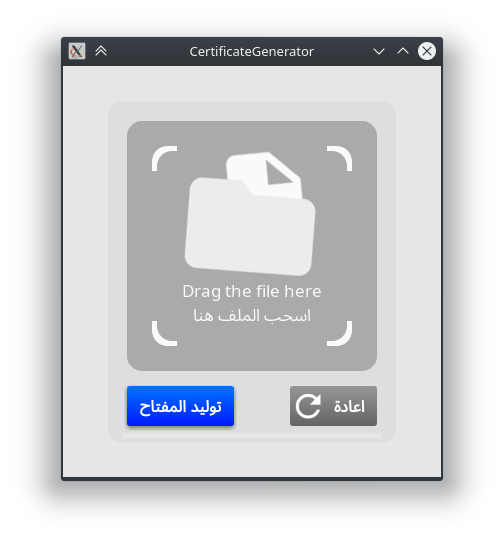 CertificateGenerator
Drag the file here
اسحب الملف هنا
توليد المفتاح
اعادة